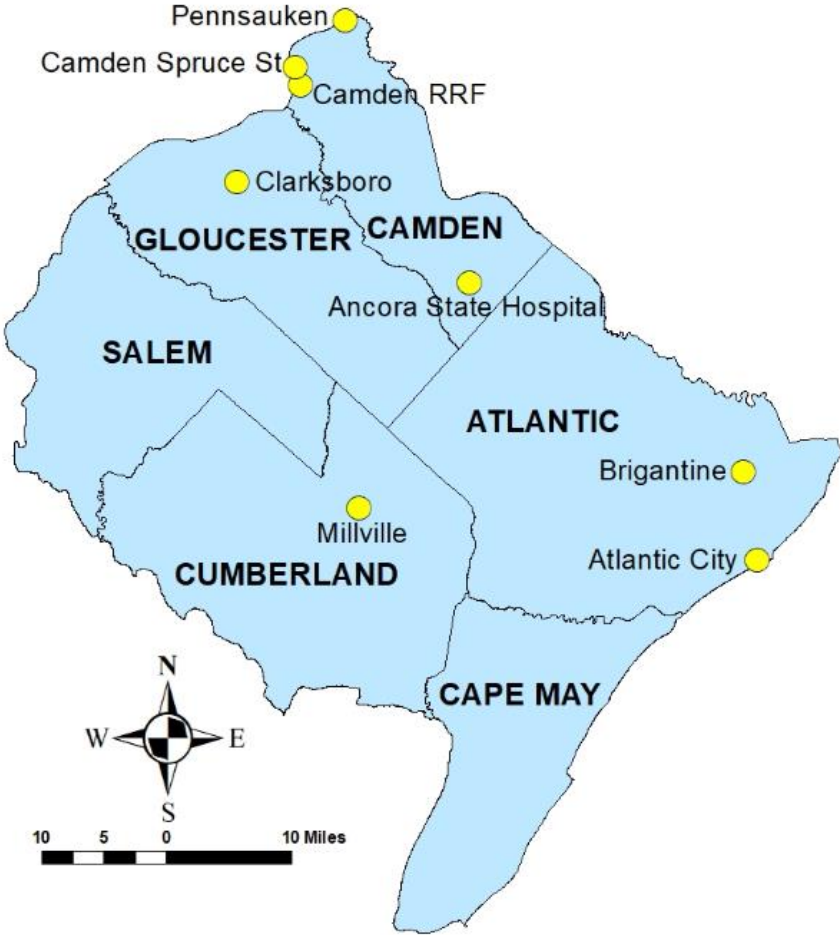 Pennsauken
Camden Spruce St
Camden RRF
Clarksboro
GLOUCESTER
CAMDEN
Ancora State Hospital
SALEM
ATLANTIC
Brigantine
Millville
Atlantic City
CUMBERLAND
CAPE MAY
N
W E
S
10 5 0 10 Miles